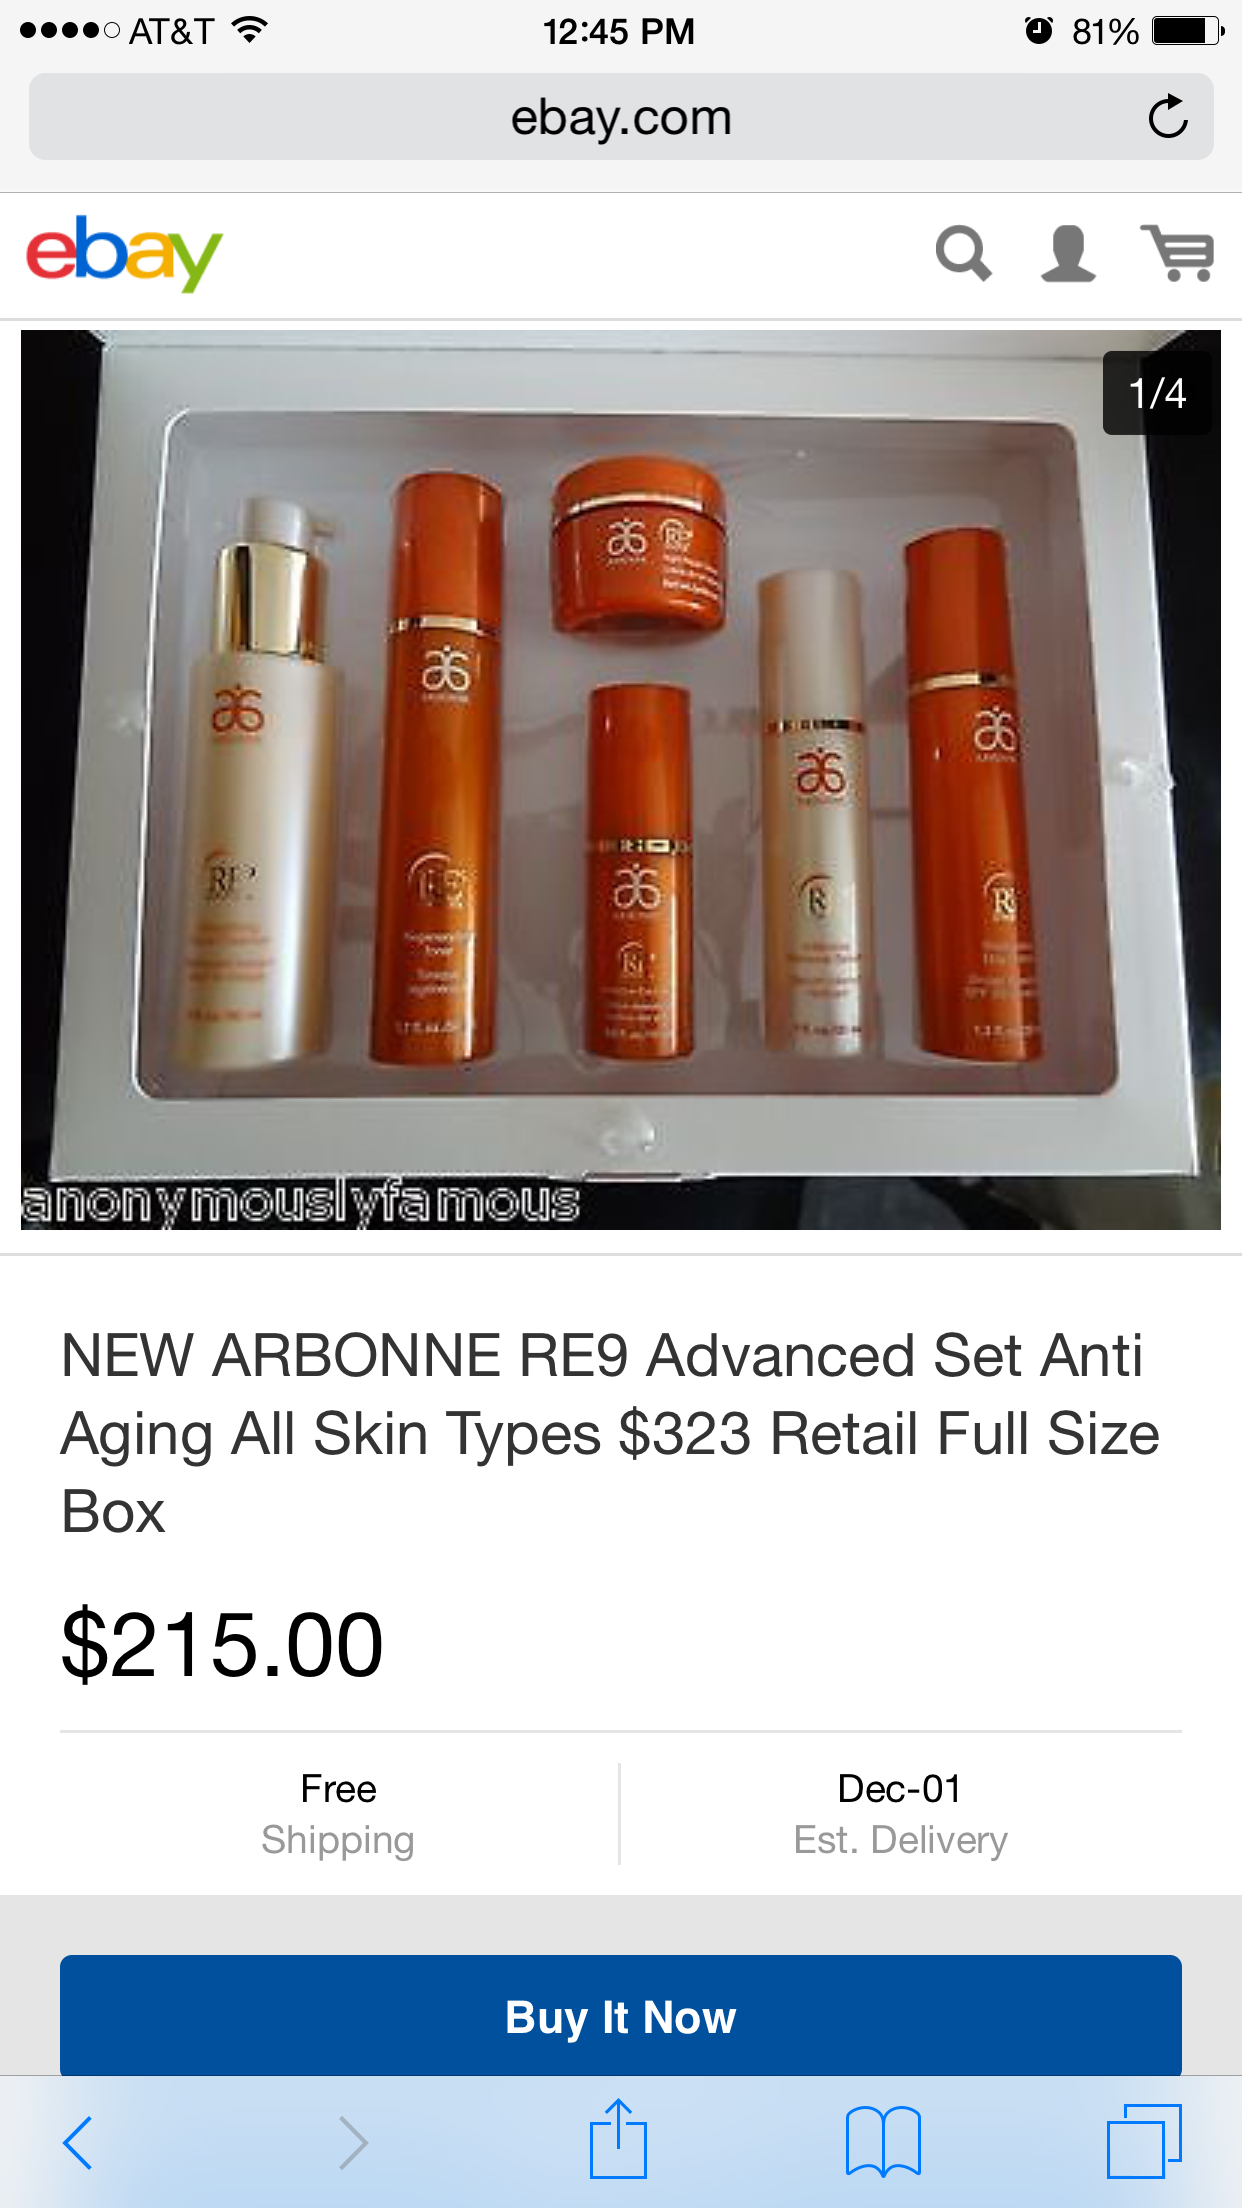 AT&T 12:45 PM 81%
ebay.com
ebay
1/4
anonymouslyfamous
NEW ARBONNE RE9 Advanced Set Anti
Aging All Skin Types $323 Retail Full Size
Box
$215.00
Free Dec-01
Shipping Est. Delivery
Buy It Now